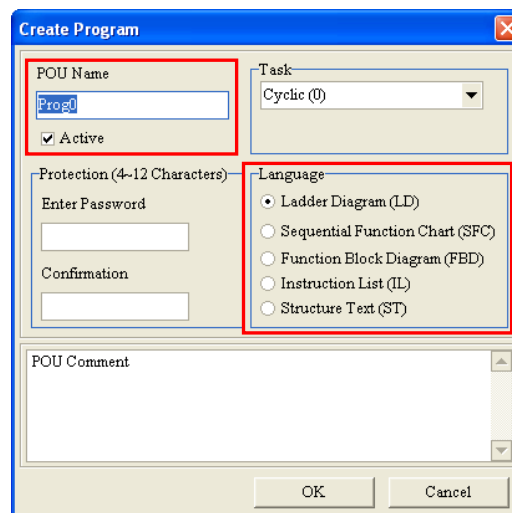 Create Program
POU Name
Prog0
Active
Task
Cyclic (0)
Protection (4~12 Characters)
Enter Password
Confirmation
Language
Ladder Diagram (LD)
Sequential Function Chart (SFC)
Function Block Diagram (FBD)
Instruction List (IL)
Structure Text (ST)
POU Comment
OK
Cancel